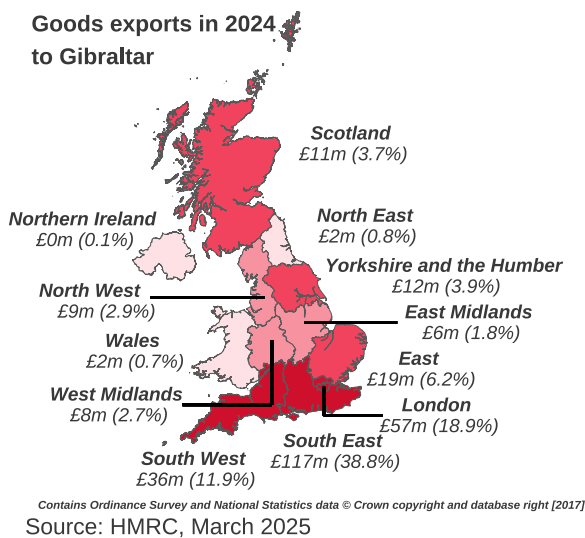 Goods exports in 2024
to Gibraltar
Scotland
£11m (3.7%)
Northern Ireland
£0m (0.1%)
North East
£2m (0.8%)
Yorkshire and the Humber
£12m (3.9%)
North West
£9m (2.9%)
East Midlands
£6m (1.8%)
Wales
£2m (0.7%)
East
£19m (6.2%)
West Midlands
£8m (2.7%)
London
£57m (18.9%)
South East
£117m (38.8%)
South West
£36m (11.9%)
Contains Ordinance Survey and National Statistics data © Crown copyright and database right [2017]
Source: HMRC, March 2025